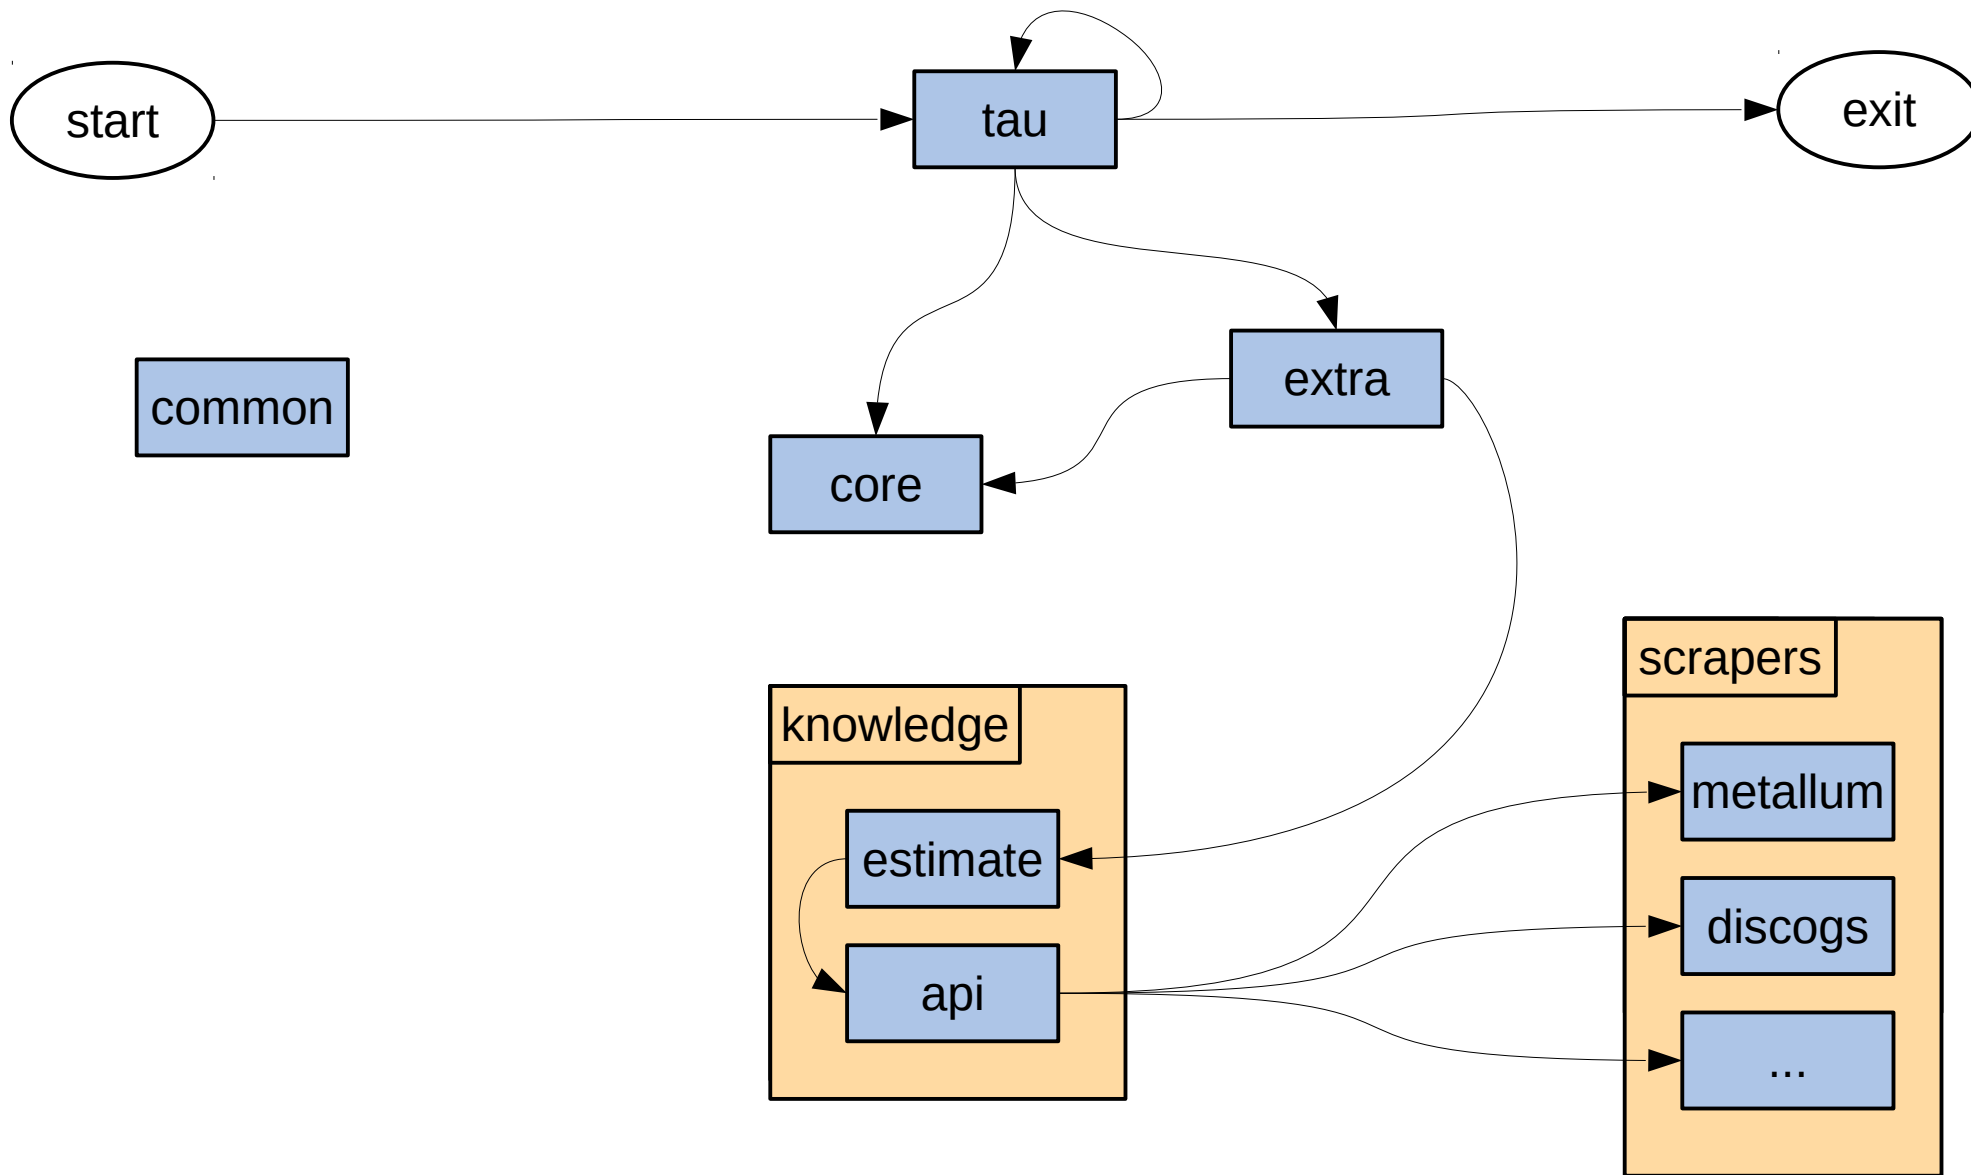 start
tau
exit
common
extra
core
scrapers
knowledge
metallum
estimate
discogs
api
...